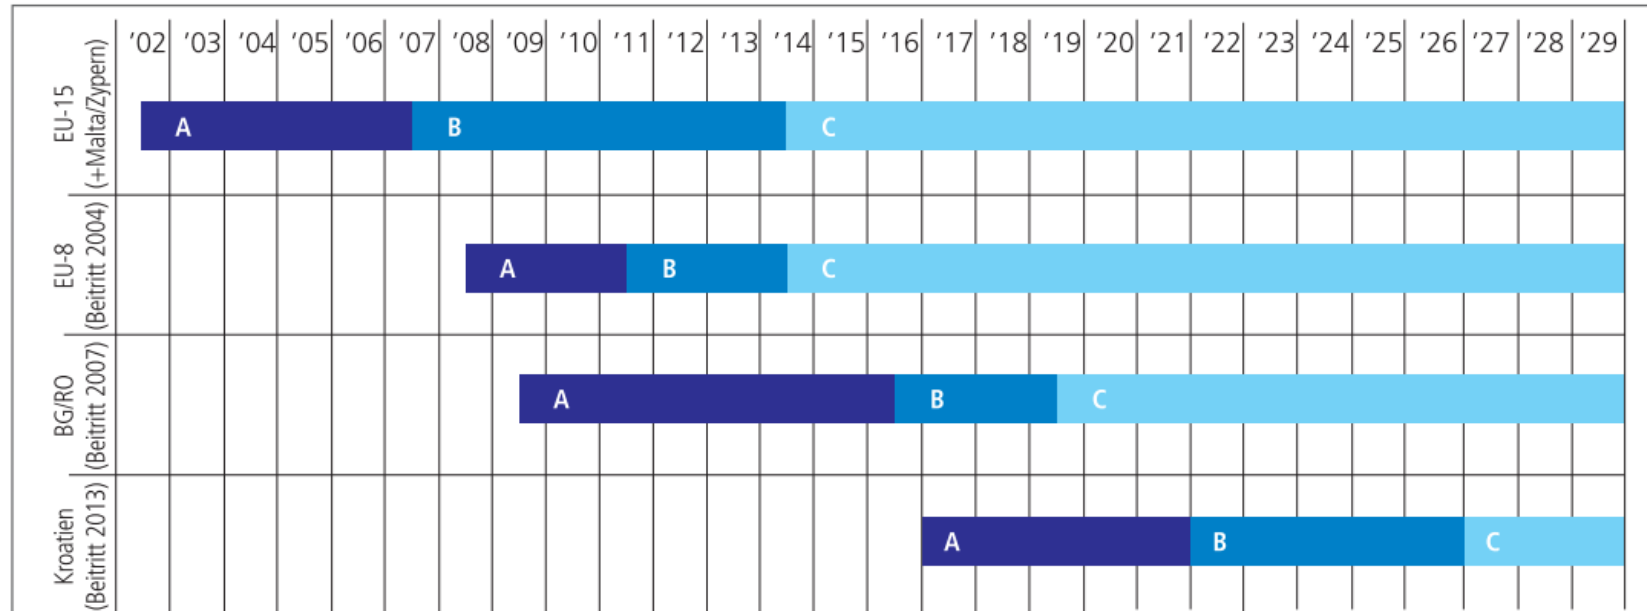 ’02 ’03 ’04 ’05 ’06 ’07 ’08 ’09 ’10 ’11 ’12 ’13 ’14 ’15 ’16 ’17 ’18 ’19 ’20 ’21 ’22 ’23 ’24 ’25 ’26 ’27 ’28 ’29
EU-15
(+Malta/Zypern)
A B C
EU-8
(Beitritt 2004)
A B C
BG/RO
(Beitritt 2007)
A B C
Kroatien
(Beitritt 2013)
A B C